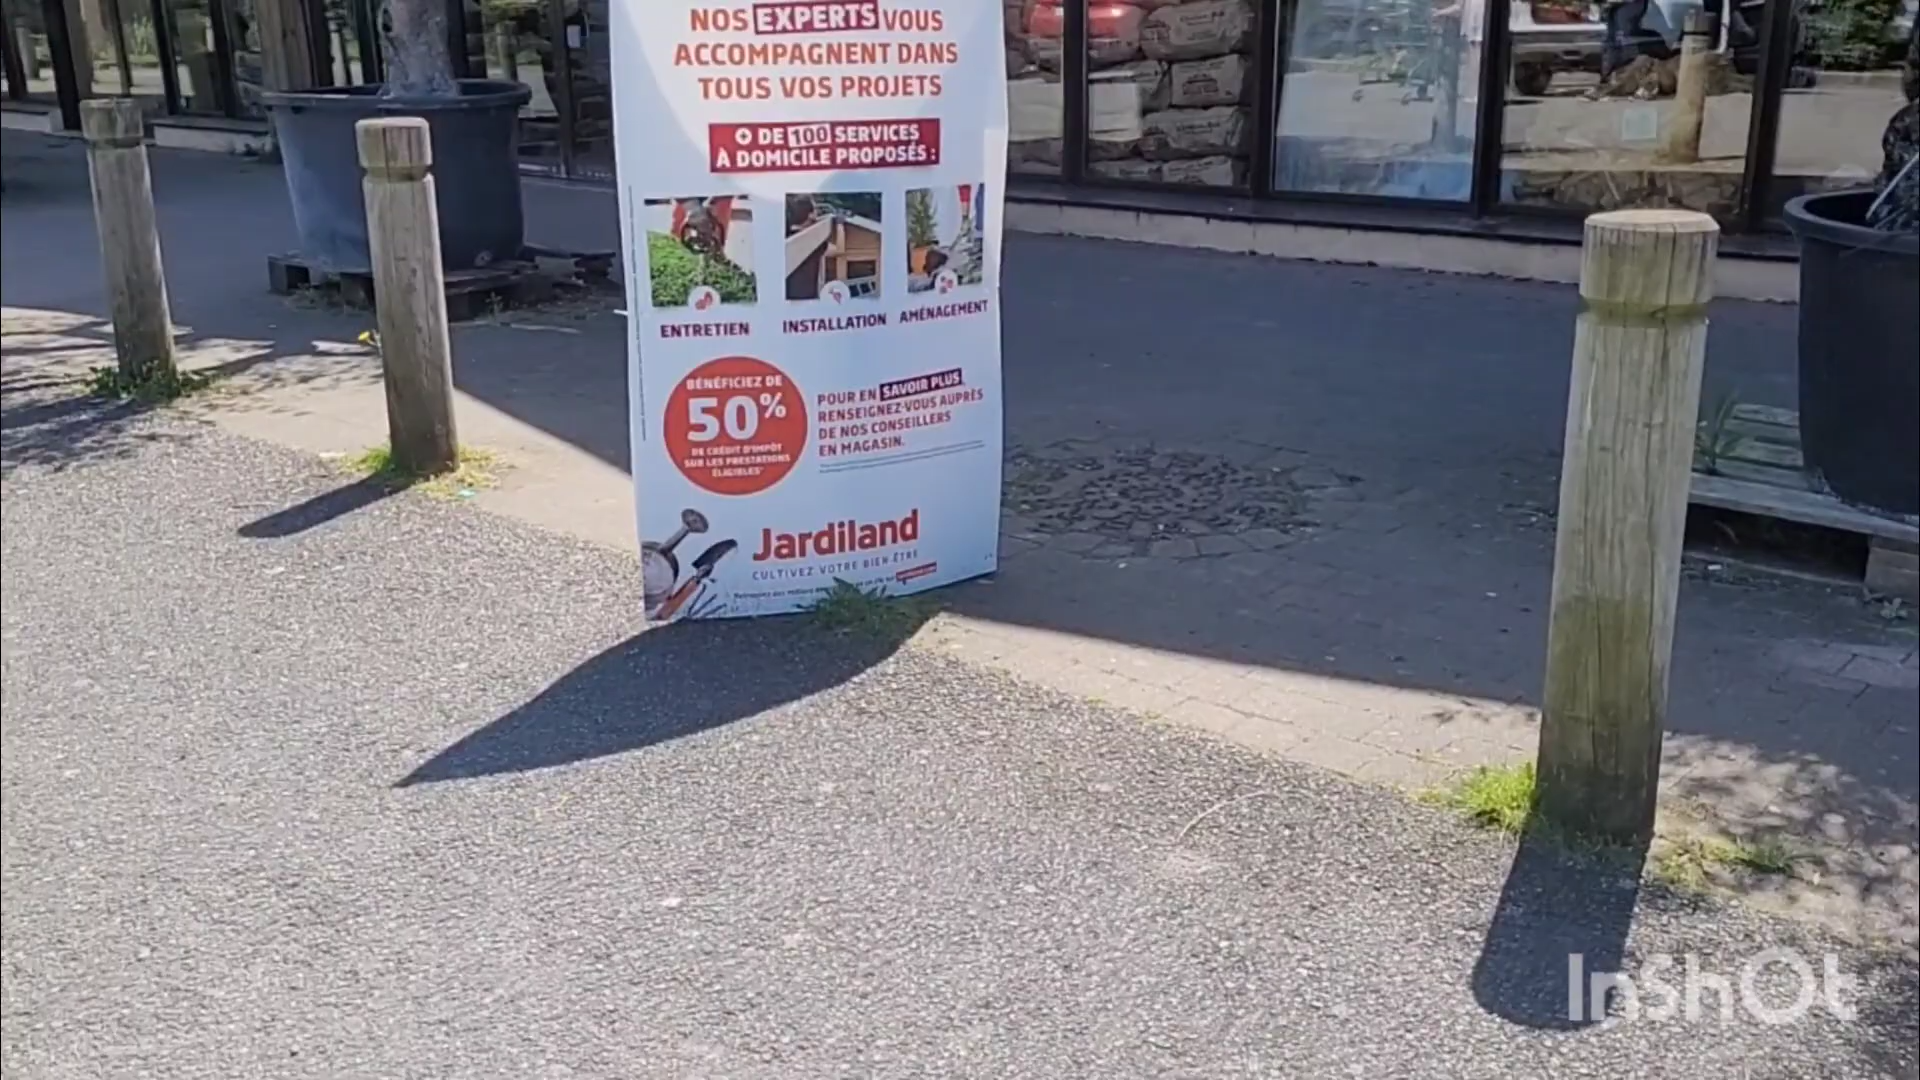 NOS EXPERTS VOUS
ACCOMPAGNENT DANS
TOUS VOS PROJETS
+ DE 100 SERVICES
À DOMICILE PROPOSÉS :
ENTRETIEN
INSTALLATION
AMÉNAGEMENT
BÉNÉFICIEZ DE
50%
DE CRÉDIT D'IMPÔT
SUR LES PRESTATIONS
ÉLIGIBLES*
POUR EN SAVOIR PLUS
RENSEIGNEZ-VOUS AUPRÈS
DE NOS CONSEILLERS
EN MAGASIN.
Jardiland
CULTIVEZ VOTRE BIEN-ÊTRE
InShOt